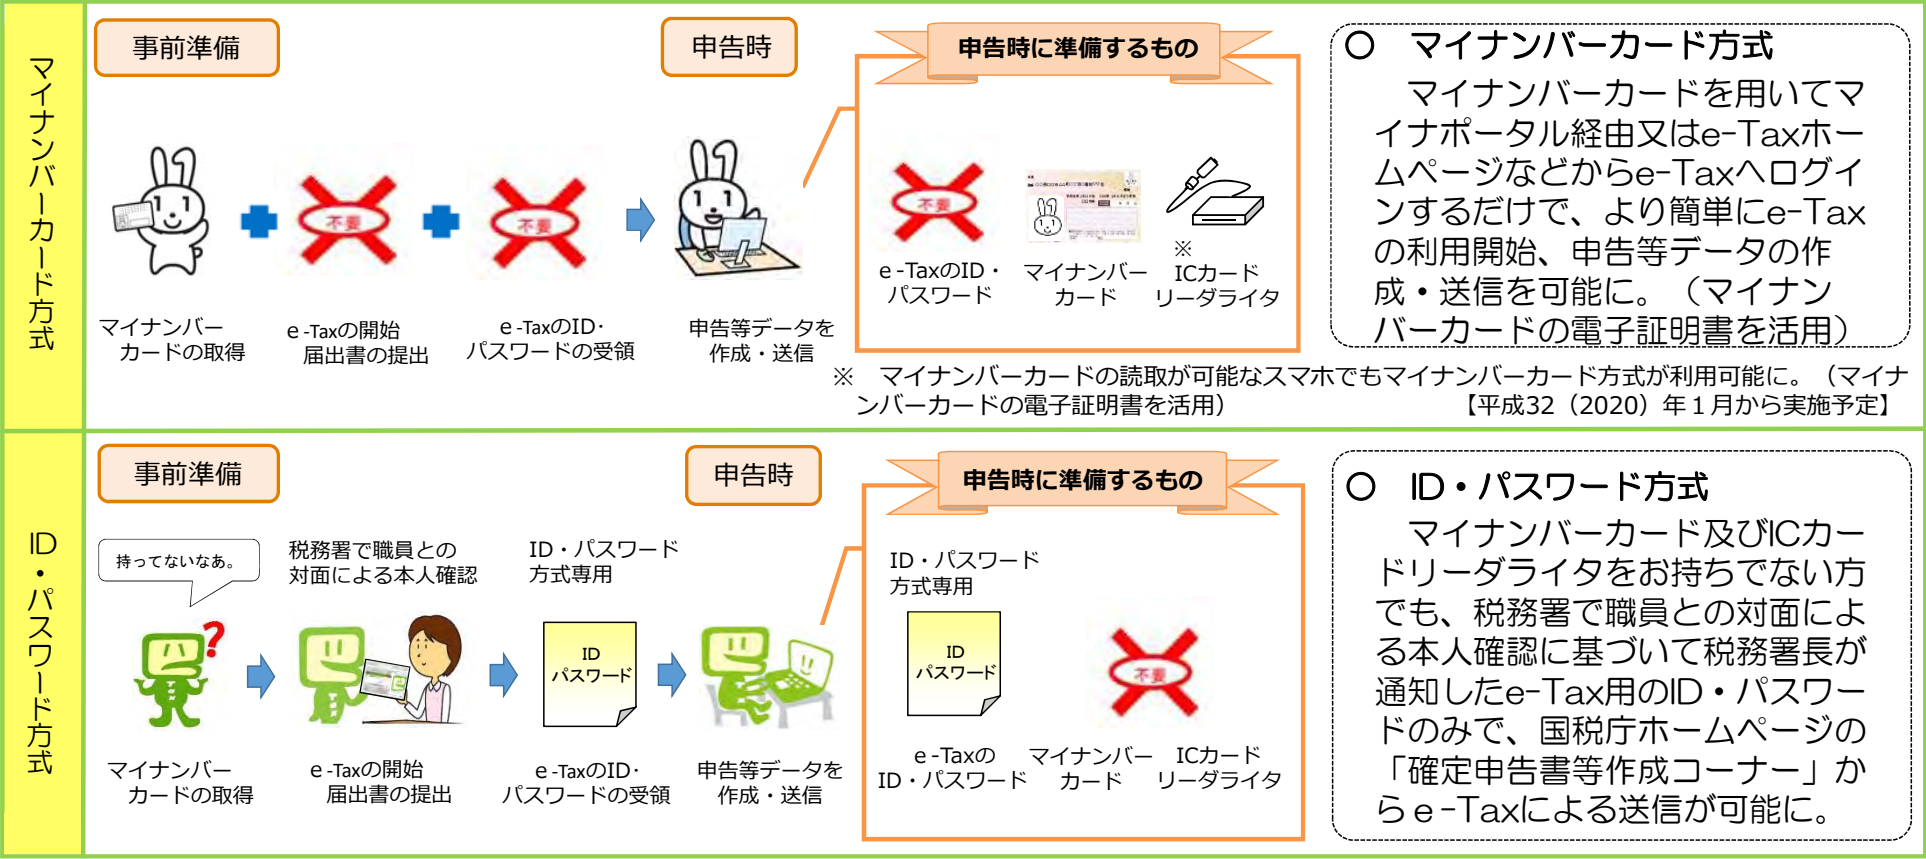 マイナンバーカード方式
事前準備
申告時
申告時に準備するもの
不要
不要
不要
※
e-TaxのID・
パスワード
マイナンバー
カード
ICカード
リーダライタ
マイナンバー
カードの取得
e-Taxの開始
届出書の提出
e-TaxのID・
パスワードの受領
申告等データを
作成・送信
○ マイナンバーカード方式
マイナンバーカードを用いてマ
イナポータル経由又はe-Taxホー
ムページなどからe-Taxへログイ
ンするだけで、より簡単にe-Tax
の利用開始、申告等データの作
成・送信を可能に。（マイナン
バーカードの電子証明書を活用）
※ マイナンバーカードの読取が可能なスマホでもマイナンバーカード方式が利用可能に。（マイナ
ンバーカードの電子証明書を活用） 【平成32（2020）年１月から実施予定】
ID・パスワード方式
事前準備
申告時
申告時に準備するもの
持ってないなあ。
税務署で職員との
対面による本人確認
ID・パスワード
方式専用
ID
パスワード
ID・パスワード
方式専用
ID
パスワード
不要
マイナンバー
カードの取得
e-Taxの開始
届出書の提出
e-TaxのID・
パスワードの受領
申告等データを
作成・送信
e-Taxの
ID・パスワード
マイナンバー
カード
ICカード
リーダライタ
○ ID・パスワード方式
マイナンバーカード及びICカー
ドリーダライタをお持ちでない方
でも、税務署で職員との対面によ
る本人確認に基づいて税務署長が
通知したe-Tax用のID・パスワー
ドのみで、国税庁ホームページの
「確定申告書等作成コーナー」か
らe-Taxによる送信が可能に。